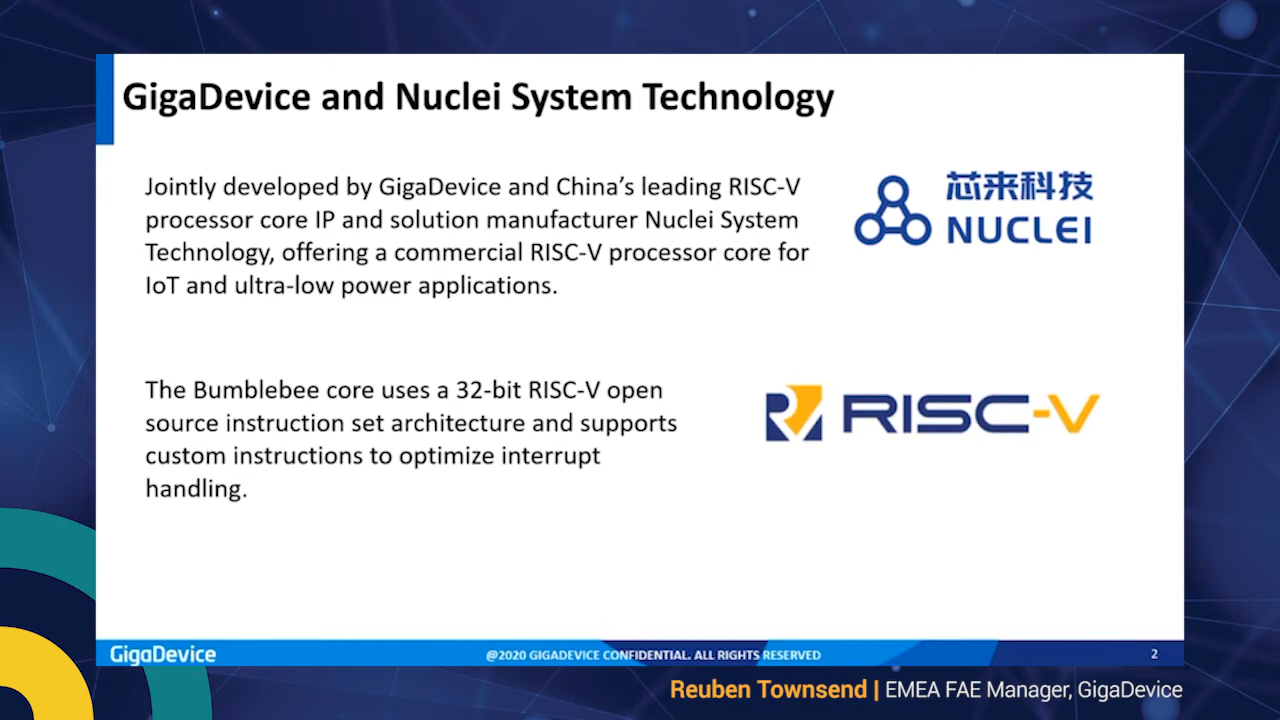 GigaDevice and Nuclei System Technology
Jointly developed by GigaDevice and China’s leading RISC-V
processor core IP and solution manufacturer Nuclei System
Technology, offering a commercial RISC-V processor core for
IoT and ultra-low power applications.
芯来科技
NUCLEI
The Bumblebee core uses a 32-bit RISC-V open
source instruction set architecture and supports
custom instructions to optimize interrupt
handling.
RISC-V
GigaDevice
@2020 GIGADEVICE CONFIDENTIAL. ALL RIGHTS RESERVED
2
Reuben Townsend | EMEA FAE Manager, GigaDevice